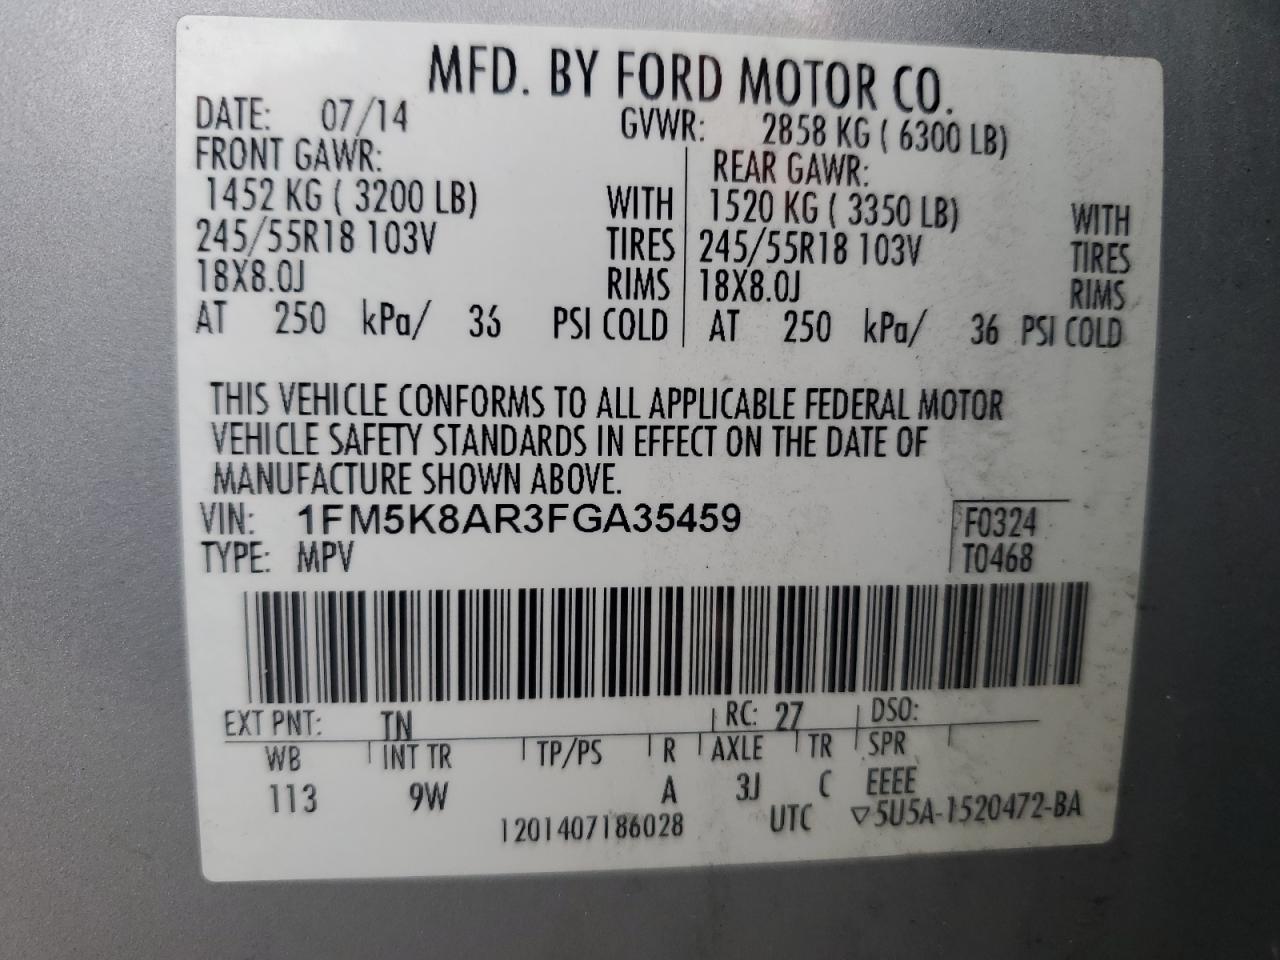 MFD. BY FORD MOTOR CO.
DATE: 07/14 GVWR: 2858 KG ( 6300 LB)
FRONT GAWR: REAR GAWR:
1452 KG ( 3200 LB) WITH 1520 KG ( 3350 LB) WITH
245/55R18 103V TIRES 245/55R18 103V TIRES
18X8.0J RIMS 18X8.0J RIMS
AT 250 kPa/ 36 PSI COLD AT 250 kPa/ 36 PSI COLD
THIS VEHICLE CONFORMS TO ALL APPLICABLE FEDERAL MOTOR
VEHICLE SAFETY STANDARDS IN EFFECT ON THE DATE OF
MANUFACTURE SHOWN ABOVE.
VIN: 1FM5K8AR3FGA35459 F0324
TYPE: MPV T0468
EXT PNT: TN RC: 27 DSO:
WB INT TR TP/PS R AXLE TR SPR
113 9W A 3J C EEEE
1201407186028 UTC ▽5U5A-1520472-BA